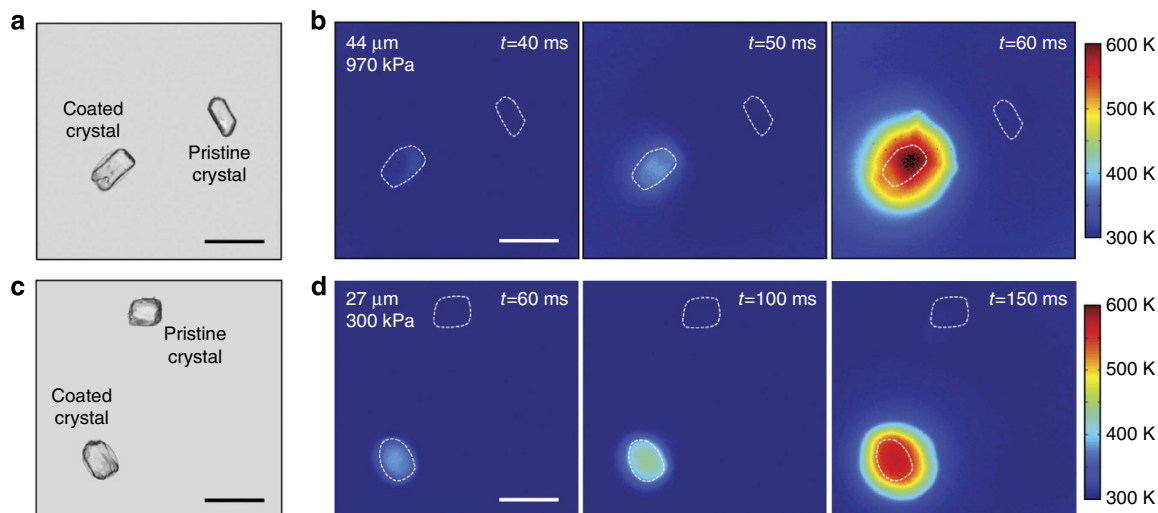 a
Coated
crystal
Pristine
crystal
b
44 μm
970 kPa
t=40 ms
t=50 ms
t=60 ms
600 K
500 K
400 K
300 K
c
Pristine
crystal
Coated
crystal
d
27 μm
300 kPa
t=60 ms
t=100 ms
t=150 ms
600 K
500 K
400 K
300 K